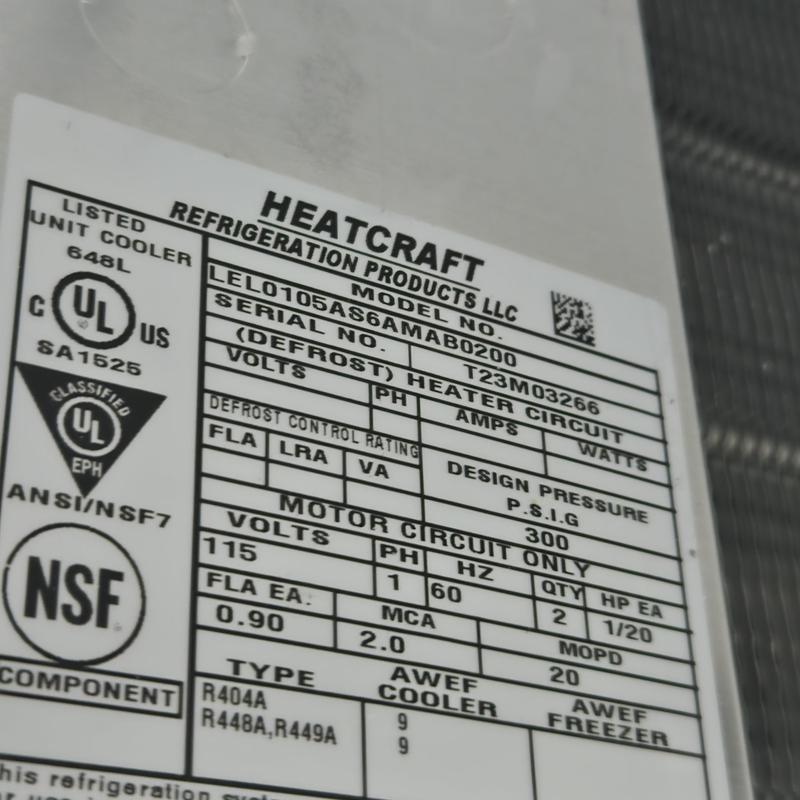 HEATCRAFT
REFRIGERATION PRODUCTS LLC
LISTED
UNIT COOLER
648L
C UL US
SA1525
CLASSIFIED
UL
EPH
ANSI/NSF7
NSF
COMPONENT
MODEL NO.
LEL0105AS6AMAB0200
SERIAL NO. T23M03266
(DEFROST) HEATER CIRCUIT
VOLTS PH AMPS WATTS
DEFROST CONTROL RATING
FLA LRA VA
DESIGN PRESSURE
P.S.I.G
300
MOTOR CIRCUIT ONLY
VOLTS PH HZ QTY HP EA
115 1 60 2 1/20
FLA EA. MCA MOPD
0.90 2.0 20
TYPE AWEF COOLER AWEF FREEZER
R404A 9
R448A,R449A 9
this refrigeration